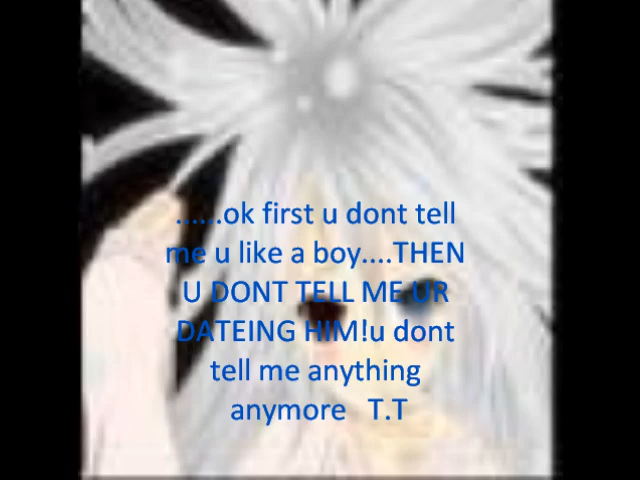 ......ok first u dont tell
me u like a boy....THEN
U DONT TELL ME UR
DATEING HIM!u dont
tell me anything
anymore   T.T